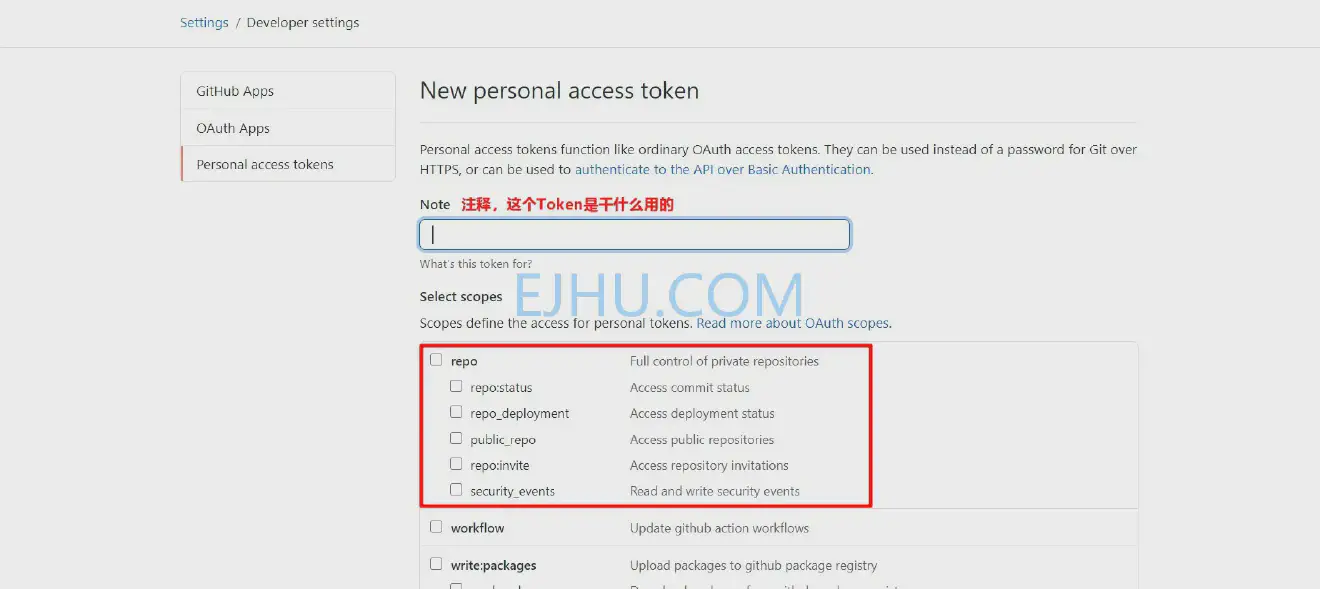 Settings / Developer settings
GitHub Apps
OAuth Apps
Personal access tokens
New personal access token
Personal access tokens function like ordinary OAuth access tokens. They can be used instead of a password for Git over
HTTPS, or can be used to authenticate to the API over Basic Authentication.
Note 注释，这个Token是干什么用的
What's this token for?
EJHU.COM
Select scopes
Scopes define the access for personal tokens. Read more about OAuth scopes.
repo Full control of private repositories
repo:status Access commit status
repo_deployment Access deployment status
public_repo Access public repositories
repo:invite Access repository invitations
security_events Read and write security events
workflow Update github action workflows
write:packages Upload packages to github package registry